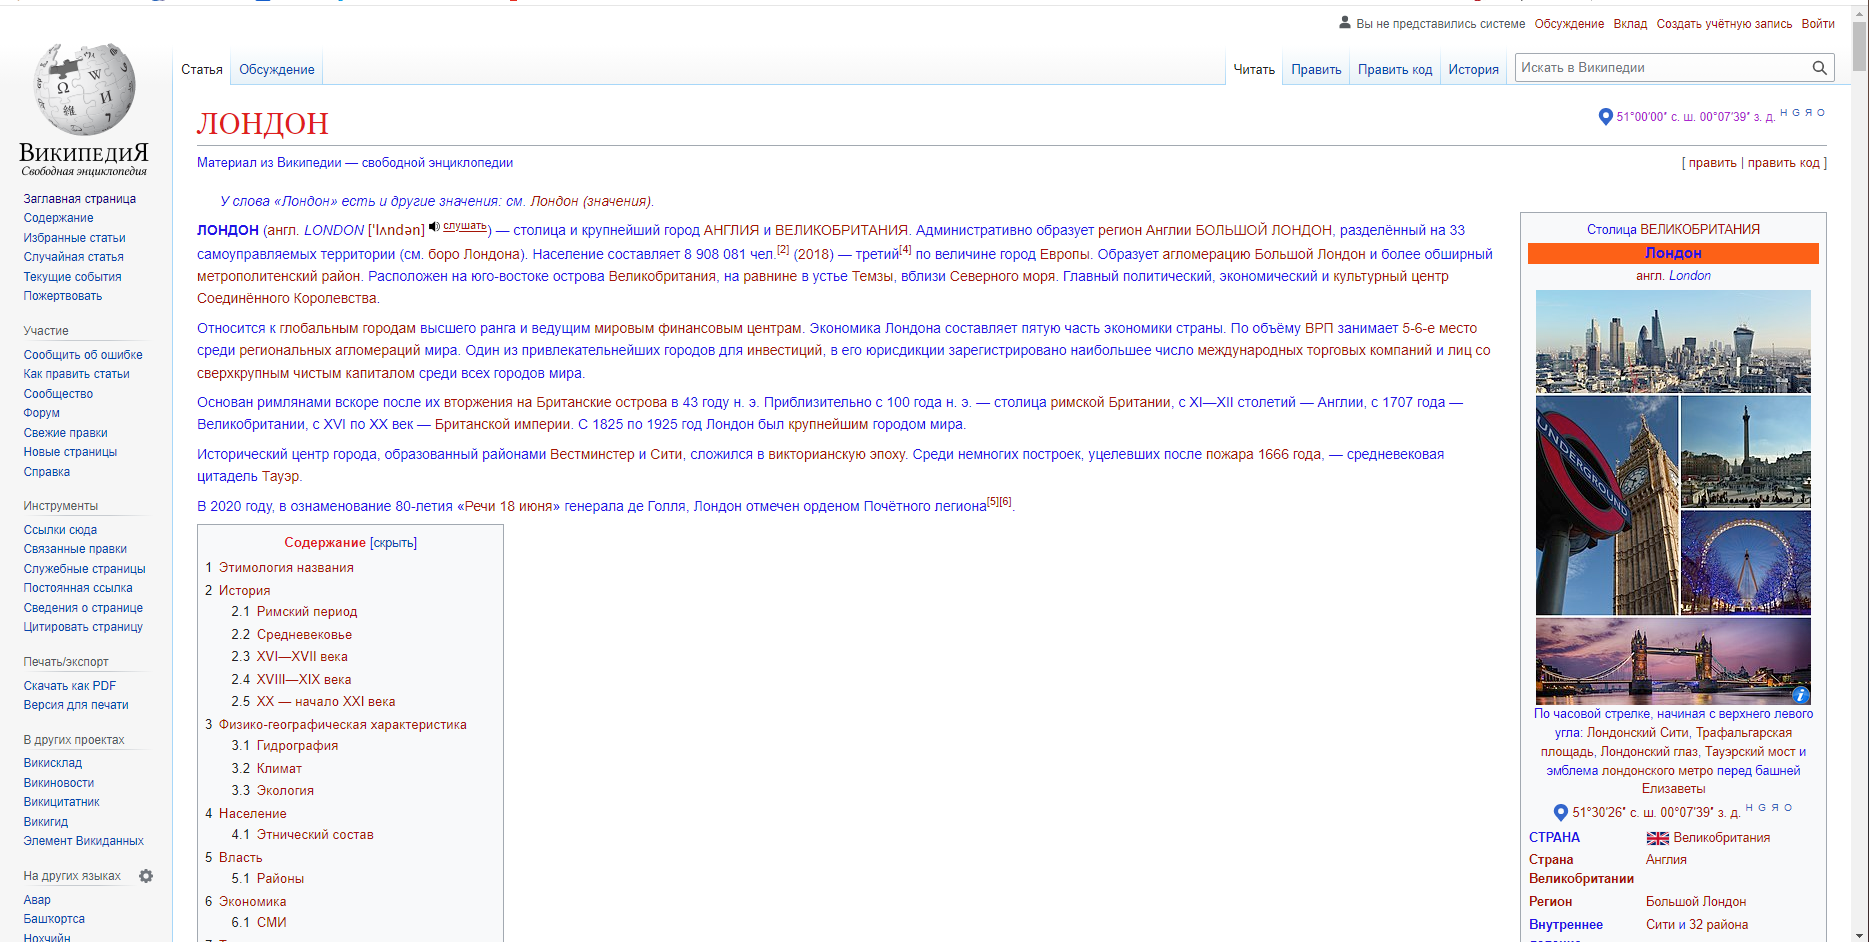 Вы не представились системе Обсуждение Вклад Создать учётную запись Войти
Статья Обсуждение Читать Править Править код История Искать в Википедии
ВикипедиЯ
Свободная энциклопедия
Заглавная страница
Содержание
Избранные статьи
Случайная статья
Текущие события
Пожертвовать
Участие
Сообщить об ошибке
Как править статьи
Сообщество
Форум
Свежие правки
Новые страницы
Справка
Инструменты
Ссылки сюда
Связанные правки
Служебные страницы
Постоянная ссылка
Сведения о странице
Цитировать страницу
Печать/экспорт
Скачать как PDF
Версия для печати
В других проектах
Викисклад
Викиновости
Викицитатник
Викигид
Элемент Викиданных
На других языках
Авар
Башҡортса
Нохчийн
ЛОНДОН
51°00′00″ с. ш. 00°07′39″ з. д. H G Я O
Материал из Википедии — свободной энциклопедии
[ править | править код ]
У слова «Лондон» есть и другие значения: см. Лондон (значения).
ЛОНДОН (англ. LONDON [ˈlʌndən] слушать) — столица и крупнейший город АНГЛИЯ и ВЕЛИКОБРИТАНИЯ. Административно образует регион Англии БОЛЬШОЙ ЛОНДОН, разделённый на 33
самоуправляемых территории (см. боро Лондона). Население составляет 8 908 081 чел.[2] (2018) — третий[4] по величине город Европы. Образует агломерацию Большой Лондон и более обширный
метрополитенский район. Расположен на юго-востоке острова Великобритания, на равнине в устье Темзы, вблизи Северного моря. Главный политический, экономический и культурный центр
Соединённого Королевства.
Относится к глобальным городам высшего ранга и ведущим мировым финансовым центрам. Экономика Лондона составляет пятую часть экономики страны. По объёму ВРП занимает 5-6-е место
среди региональных агломераций мира. Один из привлекательнейших городов для инвестиций, в его юрисдикции зарегистрировано наибольшее число международных торговых компаний и лиц со
сверхкрупным чистым капиталом среди всех городов мира.
Основан римлянами вскоре после их вторжения на Британские острова в 43 году н. э. Приблизительно с 100 года н. э. — столица римской Британии, с XI—XII столетий — Англии, с 1707 года —
Великобритании, с XVI по XX век — Британской империи. С 1825 по 1925 год Лондон был крупнейшим городом мира.
Исторический центр города, образованный районами Вестминстер и Сити, сложился в викторианскую эпоху. Среди немногих построек, уцелевших после пожара 1666 года, — средневековая
цитадель Тауэр.
В 2020 году, в ознаменование 80-летия «Речи 18 июня» генерала де Голля, Лондон отмечен орденом Почётного легиона[5][6].
Содержание [скрыть]
1 Этимология названия
2 История
2.1 Римский период
2.2 Средневековье
2.3 XVI—XVII века
2.4 XVIII—XIX века
2.5 XX — начало XXI века
3 Физико-географическая характеристика
3.1 Гидрография
3.2 Климат
3.3 Экология
4 Население
4.1 Этнический состав
5 Власть
5.1 Районы
6 Экономика
6.1 СМИ
Столица ВЕЛИКОБРИТАНИЯ
Лондон
англ. London
UNDERGROUND
По часовой стрелке, начиная с верхнего левого
угла: Лондонский Сити, Трафальгарская
площадь, Лондонский глаз, Тауэрский мост и
эмблема лондонского метро перед башней
Елизаветы
51°30′26″ с. ш. 00°07′39″ з. д. H G Я O
СТРАНА Великобритания
Страна Англия
Великобритании
Регион Большой Лондон
Внутреннее Сити и 32 района